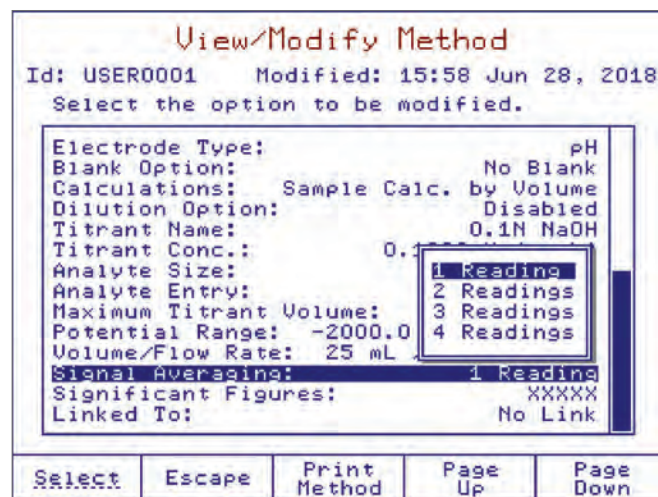 View/Modify Method
Id: USER0001 Modified: 15:58 Jun 28, 2018
Select the option to be modified.
Electrode Type: pH
Blank Option: No Blank
Calculations: Sample Calc. by Volume
Dilution Option: Disabled
Titrant Name: 0.1N NaOH
Titrant Conc.:
Analyte Size:
Analyte Entry:
Maximum Titrant Volume:
Potential Range: -2000.0
Volume/Flow Rate: 25 mL
Signal Averaging: 1 Reading
Significant Figures: XXXXX
Linked To: No Link
1 Reading
2 Readings
3 Readings
4 Readings
Select Escape Print Method Page Up Page Down